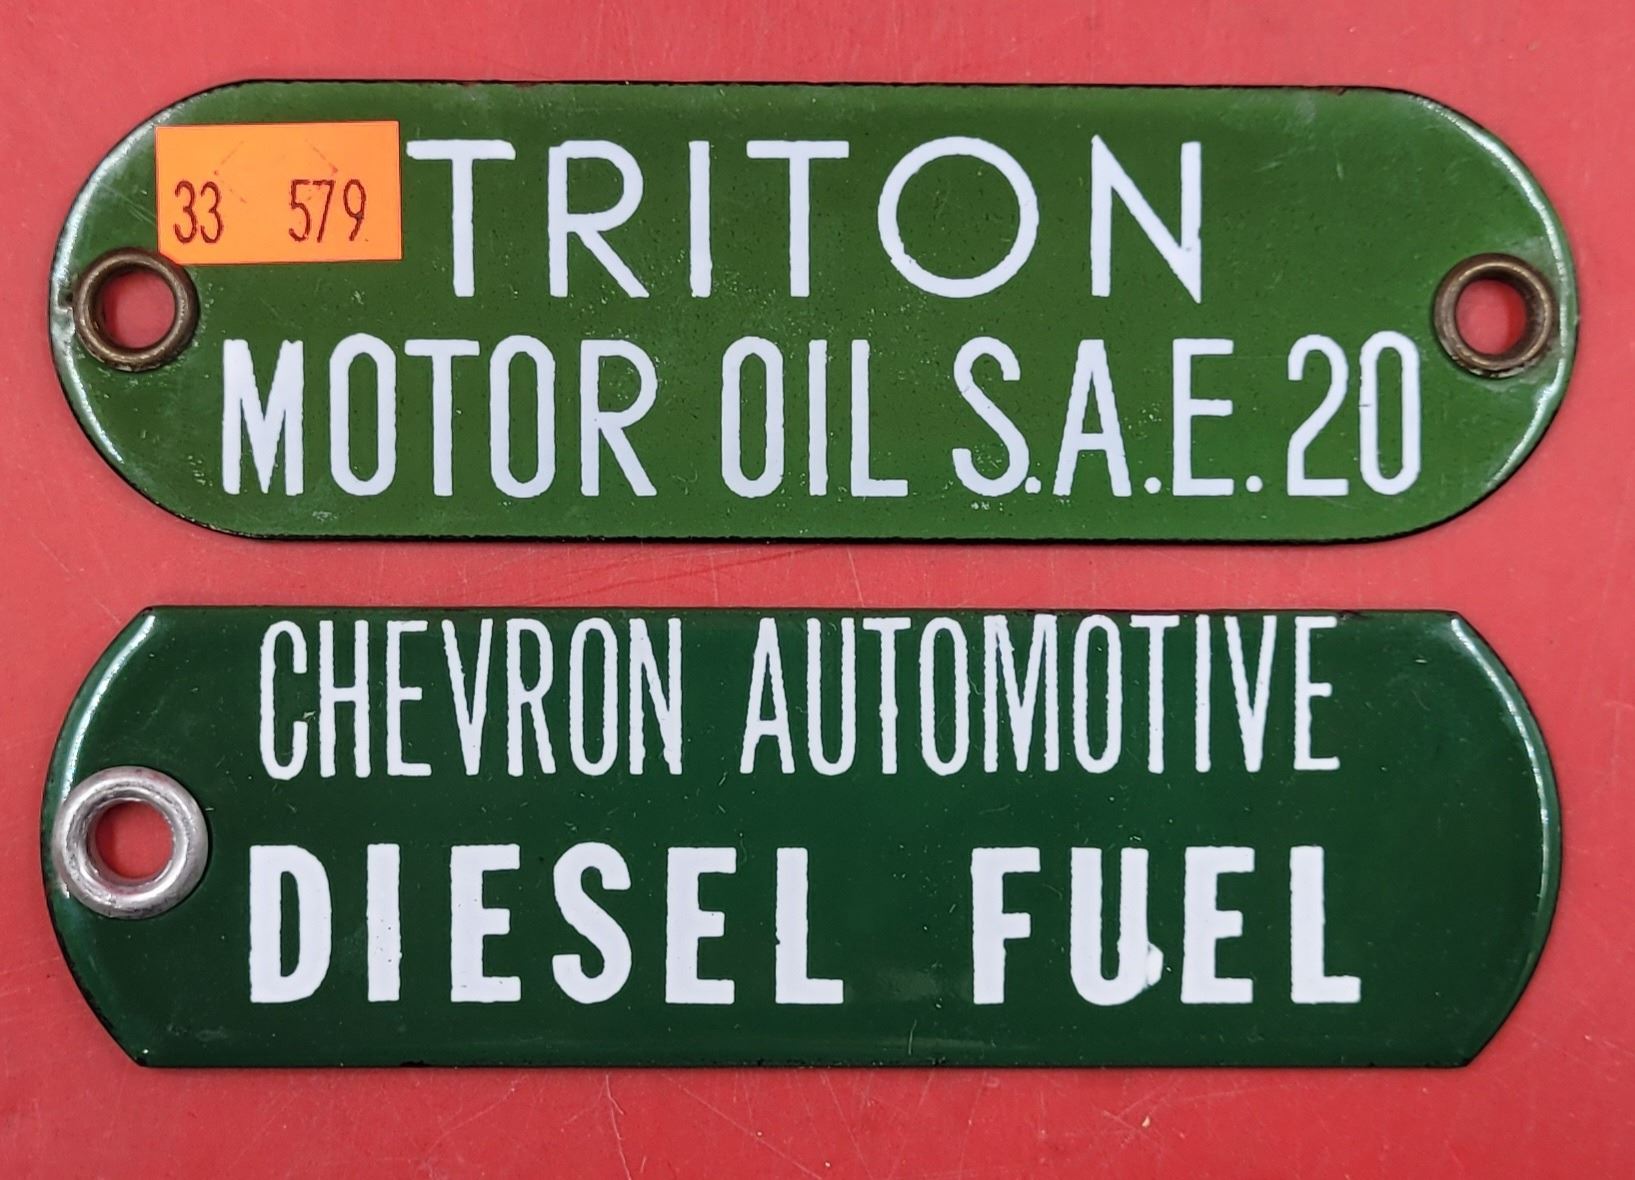 33 579
TRITON
MOTOR OIL S.A.E. 20
CHEVRON AUTOMOTIVE
DIESEL FUEL